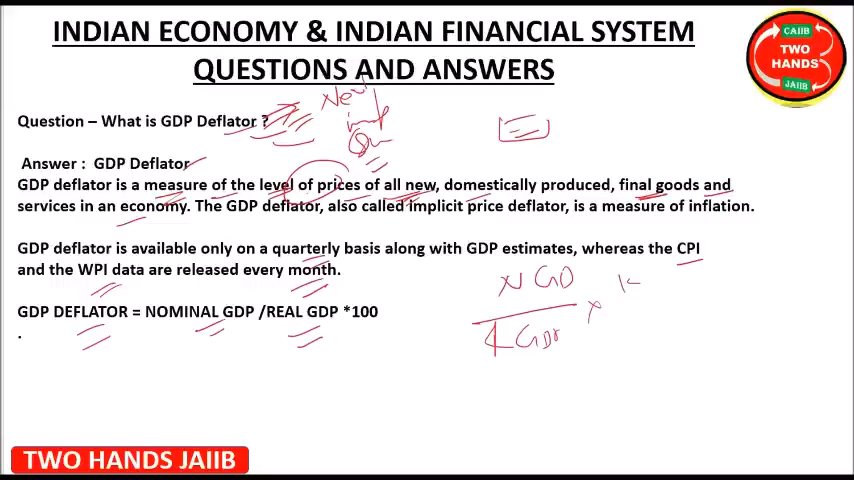 INDIAN ECONOMY & INDIAN FINANCIAL SYSTEM
QUESTIONS AND ANSWERS
CAIIB
TWO
HANDS
JAIIB
Question – What is GDP Deflator ?
Answer : GDP Deflator
GDP deflator is a measure of the level of prices of all new, domestically produced, final goods and
services in an economy. The GDP deflator, also called implicit price deflator, is a measure of inflation.
GDP deflator is available only on a quarterly basis along with GDP estimates, whereas the CPI
and the WPI data are released every month.
GDP DEFLATOR = NOMINAL GDP /REAL GDP *100
.
TWO HANDS JAIIB